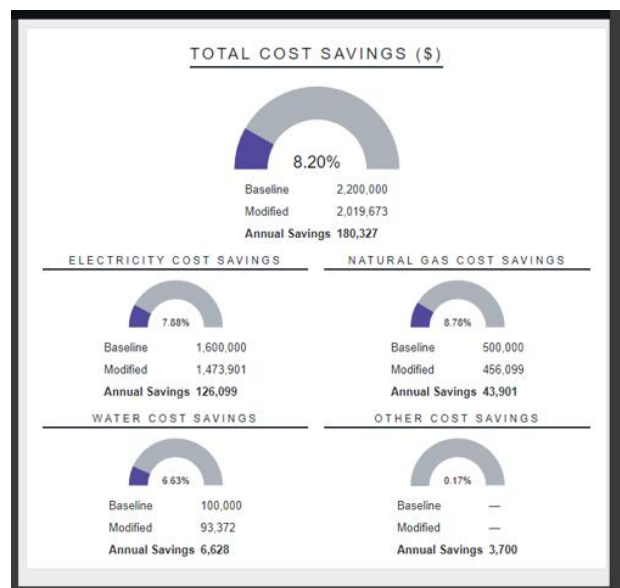 TOTAL COST SAVINGS ($)
8.20%
Baseline 2,200,000
Modified 2,019,673
Annual Savings 180,327
ELECTRICITY COST SAVINGS
7.88%
Baseline 1,600,000
Modified 1,473,901
Annual Savings 126,099
NATURAL GAS COST SAVINGS
8.78%
Baseline 500,000
Modified 456,099
Annual Savings 43,901
WATER COST SAVINGS
6.63%
Baseline 100,000
Modified 93,372
Annual Savings 6,628
OTHER COST SAVINGS
0.17%
Baseline —
Modified —
Annual Savings 3,700